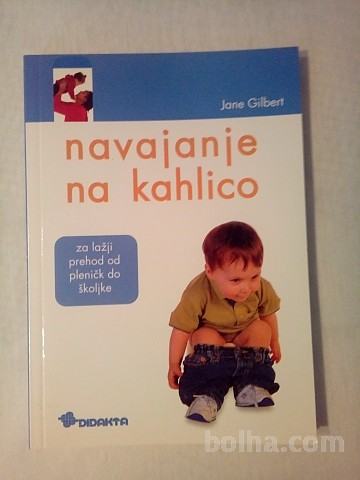 Jane Gilbert
navajanje
na kahlico
za lažji
prehod od
pleničk do
školjke
DIDAKTA
bolha.com